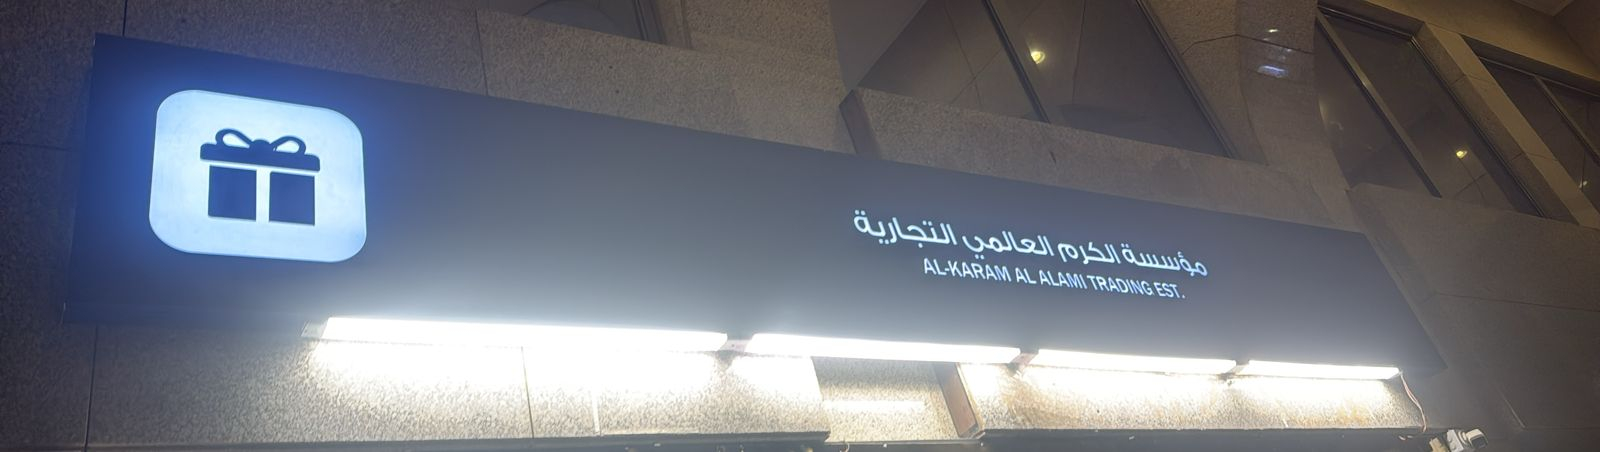 مؤسسة الكرم العالمي التجارية
AL-KARAM AL ALAMI TRADING EST.